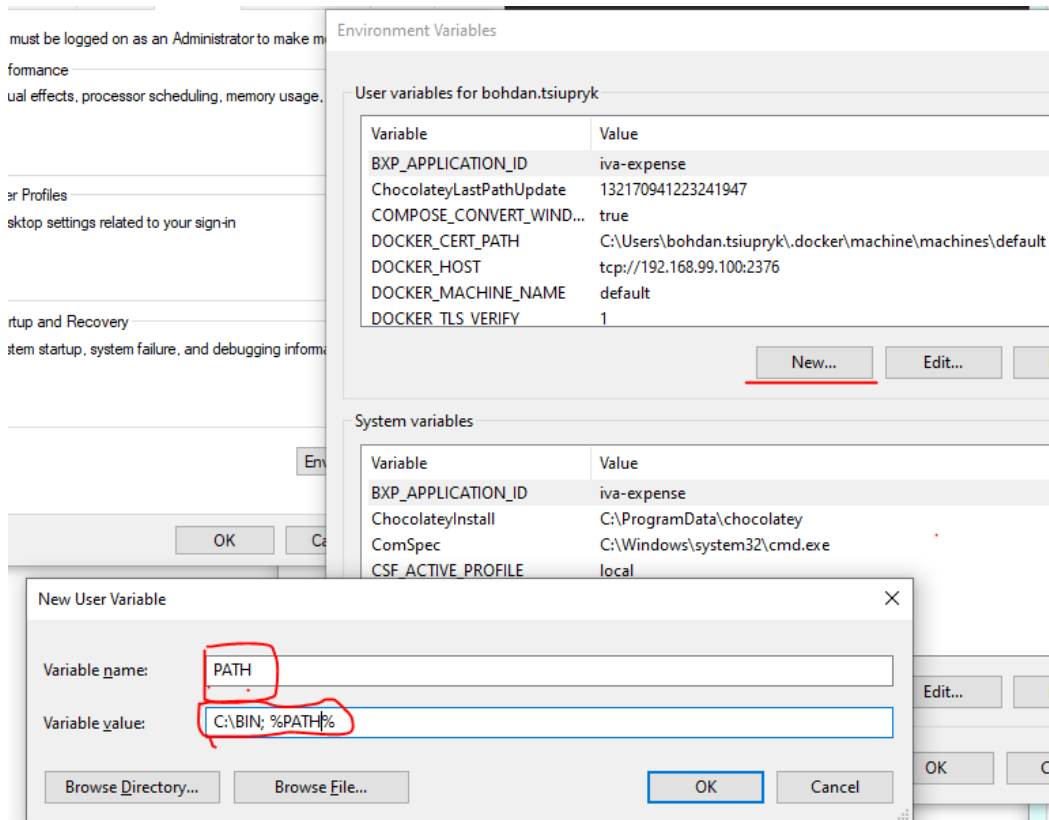 must be logged on as an Administrator to make m
Environment Variables
formance
ual effects, processor scheduling, memory usage,
User variables for bohdan.tsiupryk
Variable Value
BXP_APPLICATION_ID iva-expense
ChocolateyLastPathUpdate 132170941223241947
COMPOSE_CONVERT_WIND... true
DOCKER_CERT_PATH C:\Users\bohdan.tsiupryk\.docker\machine\machines\default
DOCKER_HOST tcp://192.168.99.100:2376
DOCKER_MACHINE_NAME default
DOCKER_TLS_VERIFY 1
er Profiles
sktop settings related to your sign-in
rtup and Recovery
stem startup, system failure, and debugging informa
New... Edit...
System variables
Variable Value
BXP_APPLICATION_ID iva-expense
ChocolateyInstall C:\ProgramData\chocolatey
ComSpec C:\Windows\system32\cmd.exe
CSF_ACTIVE_PROFILE local
Env
OK Ca
New User Variable
Variable name: PATH
Variable value: C:\BIN; %PATH%
Browse Directory... Browse File... OK Cancel
Edit...
OK C